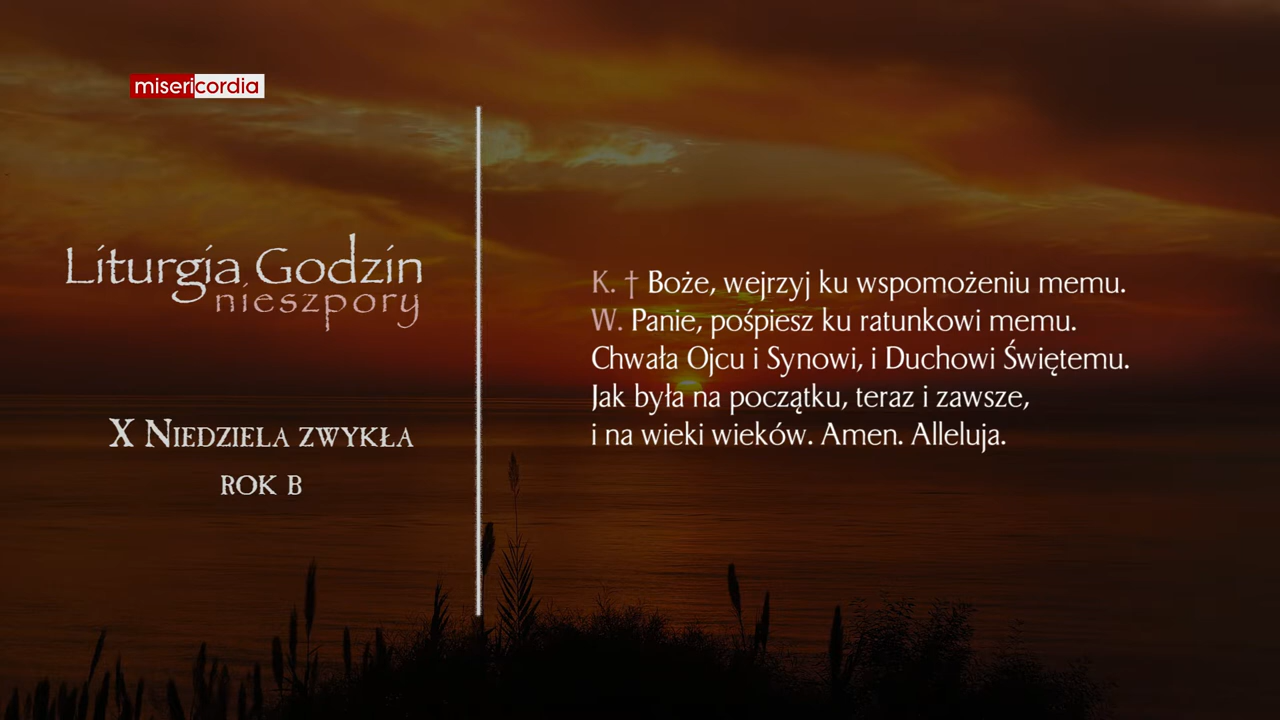 misericordia
Liturgia Godzin
nieszpory
X Niedziela zwykła
rok B
K. † Boże, wejrzyj ku wspomożeniu memu.
W. Panie, pośpiesz ku ratunkowi memu.
Chwała Ojcu i Synowi, i Duchowi Świętemu.
Jak była na początku, teraz i zawsze,
i na wieki wieków. Amen. Alleluja.